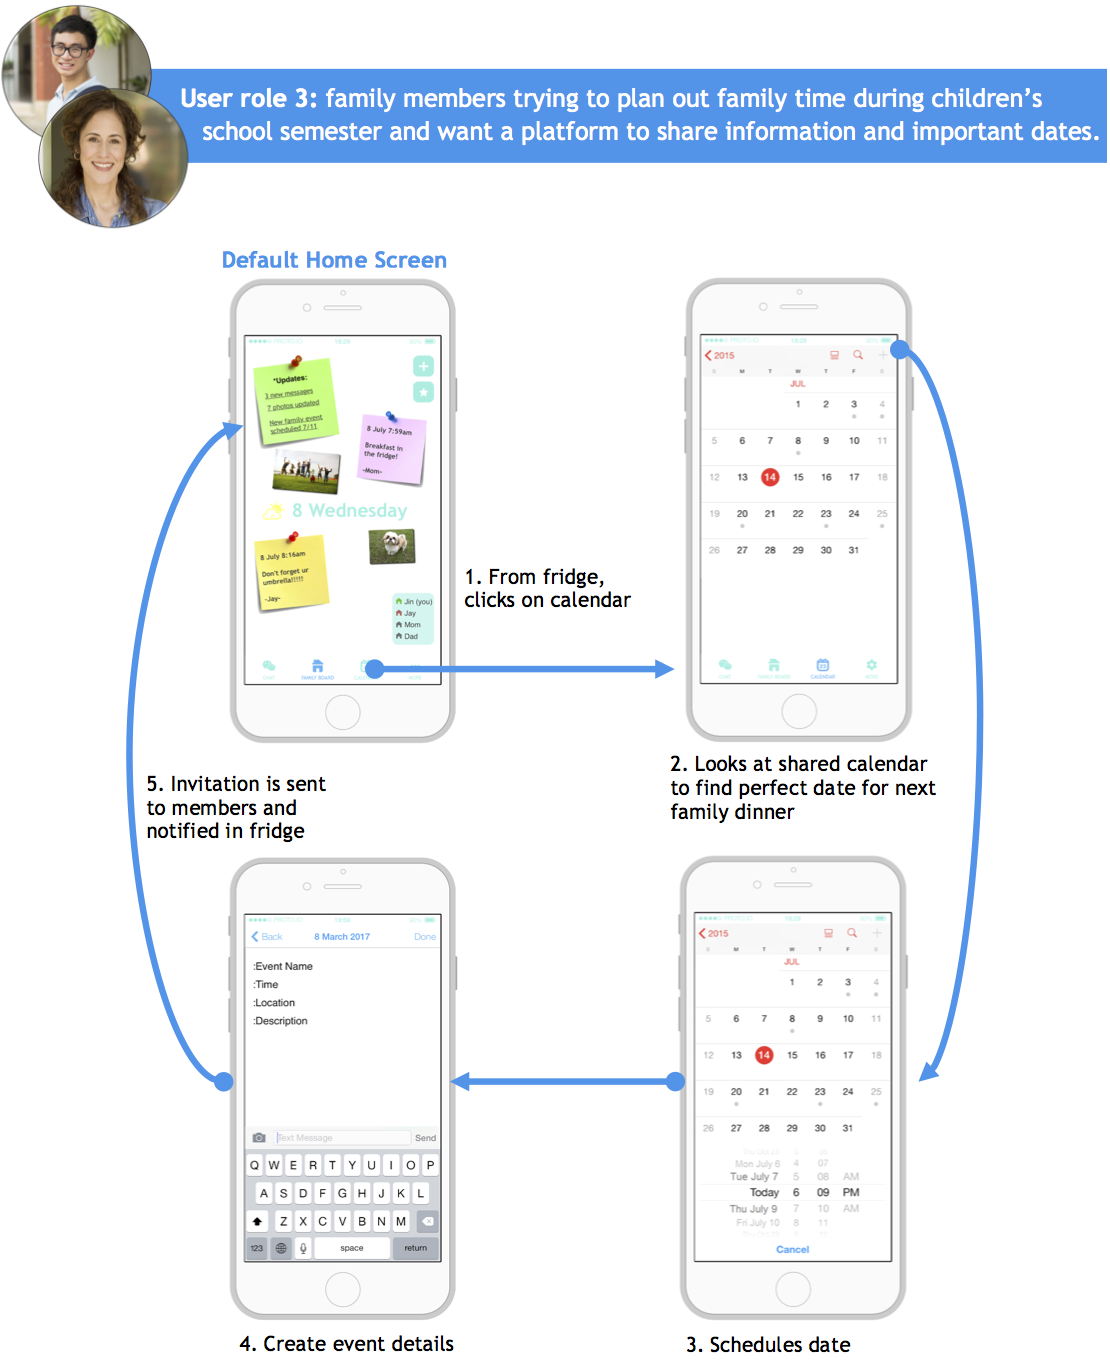 User role 3: family members trying to plan out family time during children's
school semester and want a platform to share information and important dates.
Default Home Screen
*Updates:
3 new messages
7 photos updated
New family event
scheduled 7/11
8 July 7:59am
Breakfast in
the fridge!
-Mom-
8 Wednesday
8 July 8:16am
Don't forget ur
umbrella!!!!!
-Jay-
Jin (you)
Jay
Mom
Dad
CHAT FAMILY BOARD MORE
1. From fridge,
clicks on calendar
2015
S M T W T F S
JUL
1 2 3 4
5 6 7 8 9 10 11
12 13 14 15 16 17 18
19 20 21 22 23 24 25
26 27 28 29 30 31
CHAT FAMILY BOARD CALENDAR MORE
2. Looks at shared calendar
to find perfect date for next
family dinner
5. Invitation is sent
to members and
notified in fridge
Back 8 March 2017 Done
:Event Name
:Time
:Location
:Description
Text Message Send
Q W E R T Y U I O P
A S D F G H J K L
Z X C V B N M
123 space return
4. Create event details
2015
S M T W T F S
JUL
1 2 3 4
5 6 7 8 9 10 11
12 13 14 15 16 17 18
19 20 21 22 23 24 25
26 27 28 29 30 31
Mon July 6 4 07
Tue July 7 5 08 AM
Today 6 09 PM
Thu July 9 7 10 AM
Fri July 10 8 11
Cancel
3. Schedules date